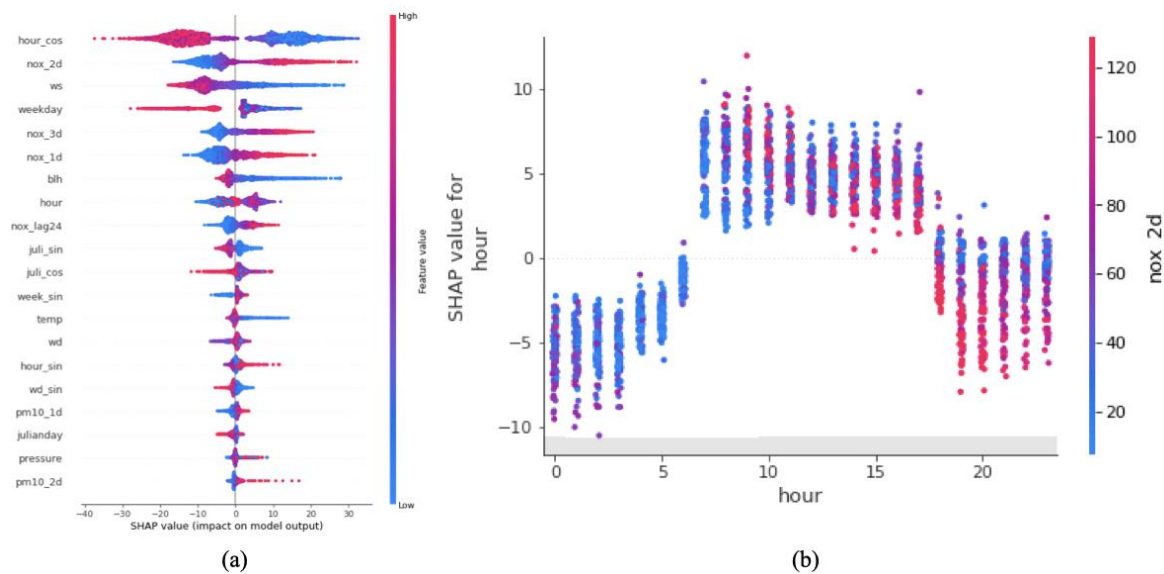 High
hour_cos
nox_2d
ws
weekday
nox_3d
nox_1d
blh
hour
nox_lag24
juli_sin
juli_cos
week_sin
temp
wd
hour_sin
wd_sin
pm10_1d
julianday
pressure
pm10_2d
Feature value
Low
−40 −30 −20 −10 0 10 20 30
SHAP value (impact on model output)
(a)
SHAP value for
hour
10
5
0
−5
−10
0 5 10 15 20
hour
120
100
80
60
40
20
nox_2d
(b)